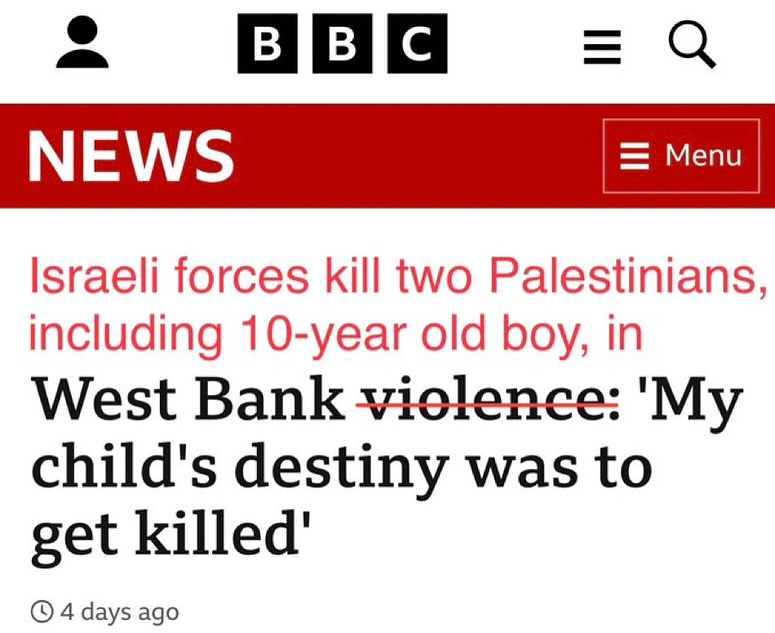 BBC
NEWS
Menu
Israeli forces kill two Palestinians,
including 10-year old boy, in
West Bank violence: 'My
child's destiny was to
get killed'
4 days ago